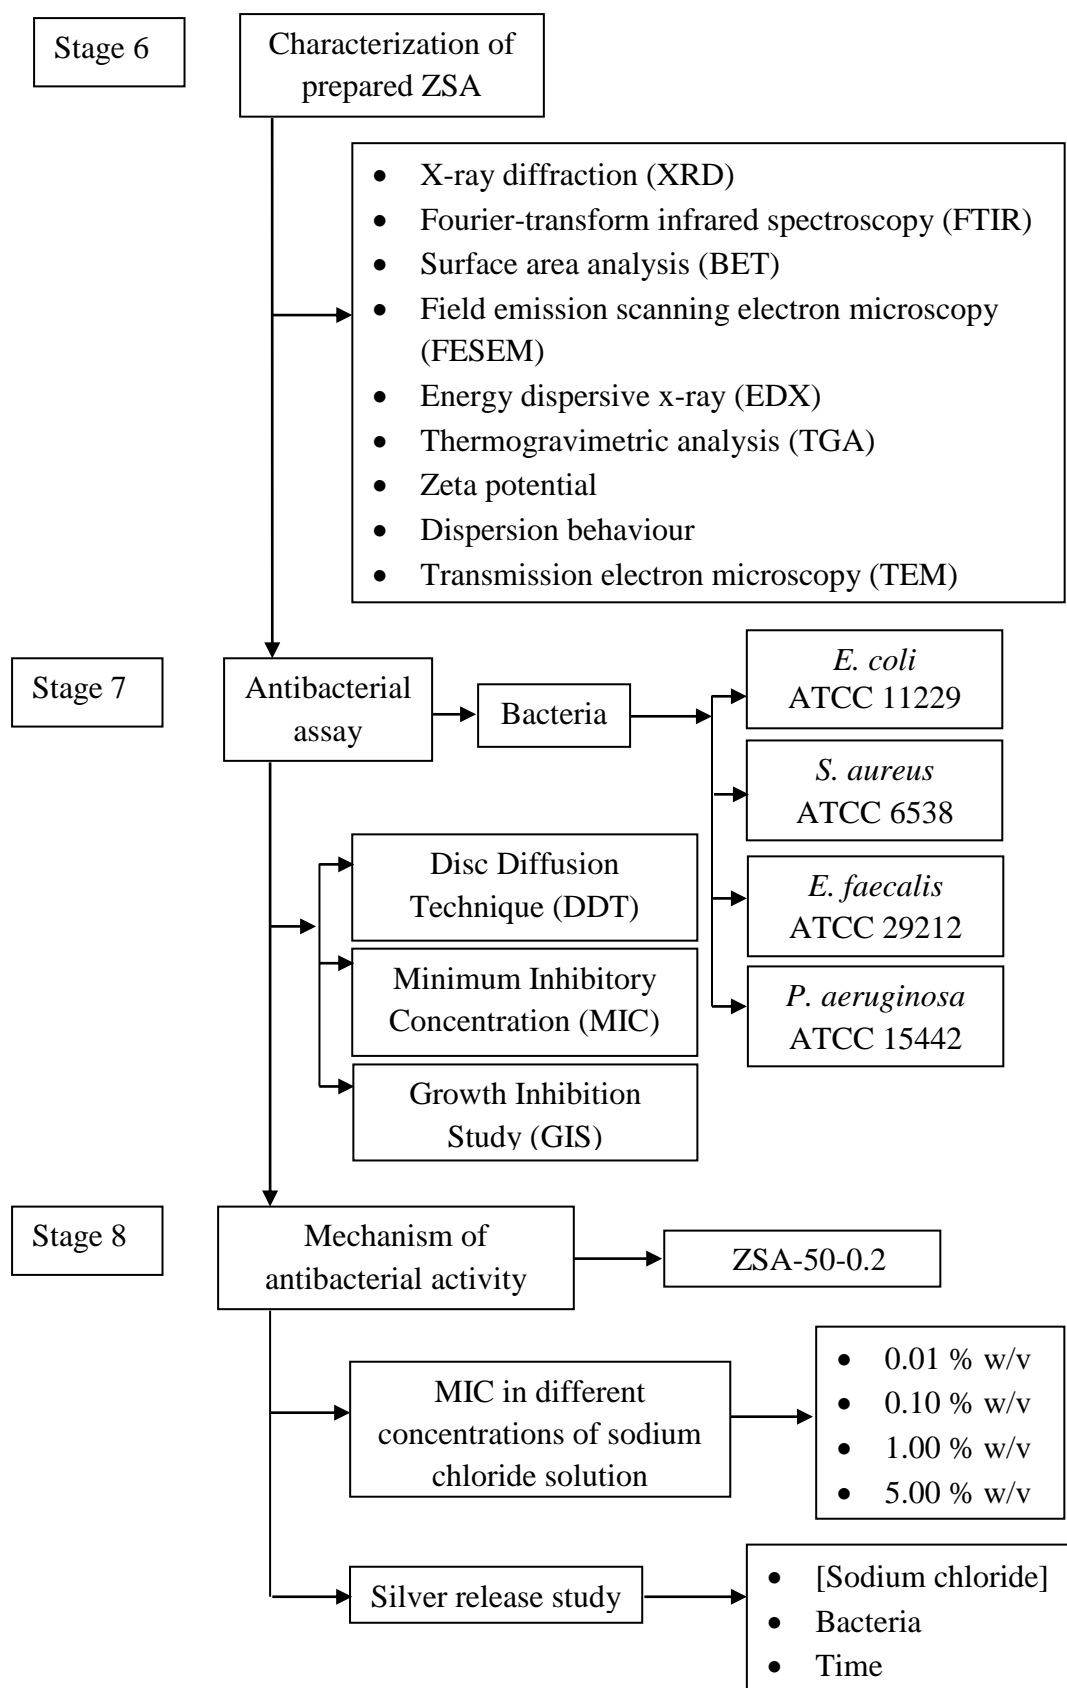 Stage 6
Characterization of
prepared ZSA
• X-ray diffraction (XRD)
• Fourier-transform infrared spectroscopy (FTIR)
• Surface area analysis (BET)
• Field emission scanning electron microscopy
(FESEM)
• Energy dispersive x-ray (EDX)
• Thermogravimetric analysis (TGA)
• Zeta potential
• Dispersion behaviour
• Transmission electron microscopy (TEM)
Stage 7
Antibacterial
assay
Bacteria
E. coli
ATCC 11229
S. aureus
ATCC 6538
E. faecalis
ATCC 29212
P. aeruginosa
ATCC 15442
Disc Diffusion
Technique (DDT)
Minimum Inhibitory
Concentration (MIC)
Growth Inhibition
Study (GIS)
Stage 8
Mechanism of
antibacterial activity
ZSA-50-0.2
MIC in different
concentrations of sodium
chloride solution
• 0.01 % w/v
• 0.10 % w/v
• 1.00 % w/v
• 5.00 % w/v
Silver release study
• [Sodium chloride]
• Bacteria
• Time